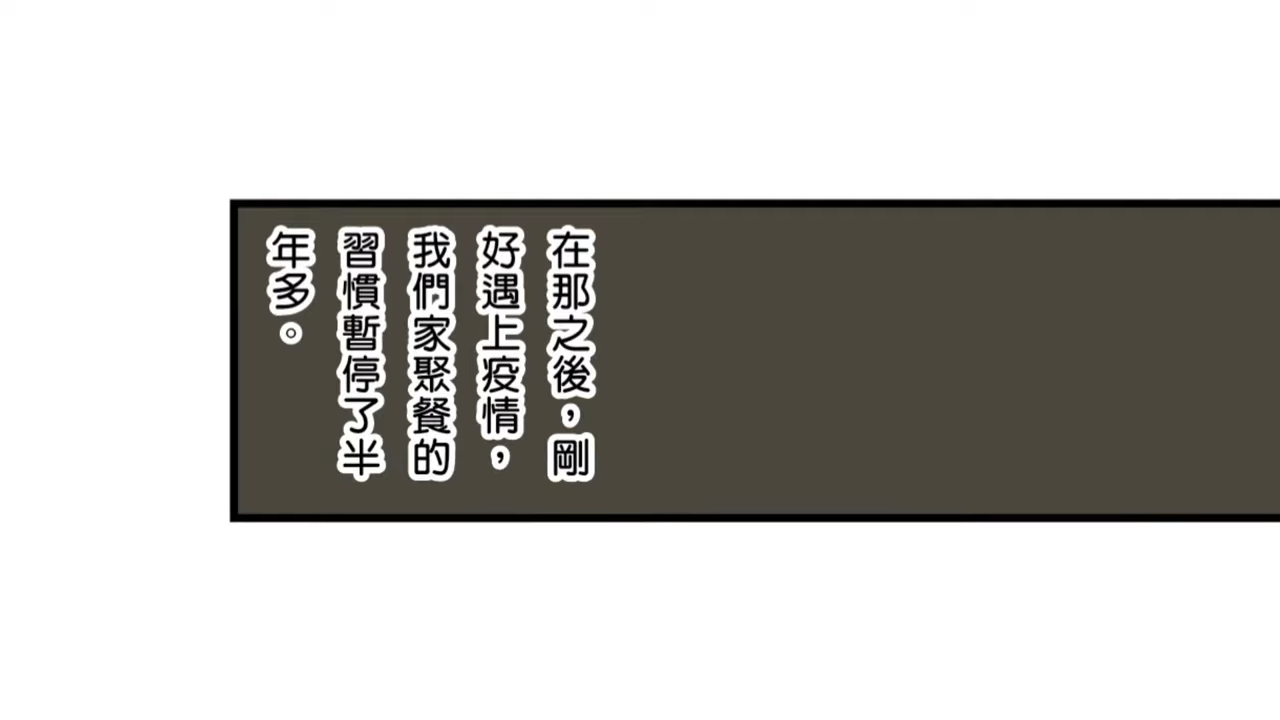 在那之後，剛
好遇上疫情，
我們家聚餐的
習慣暫停了半
年多。